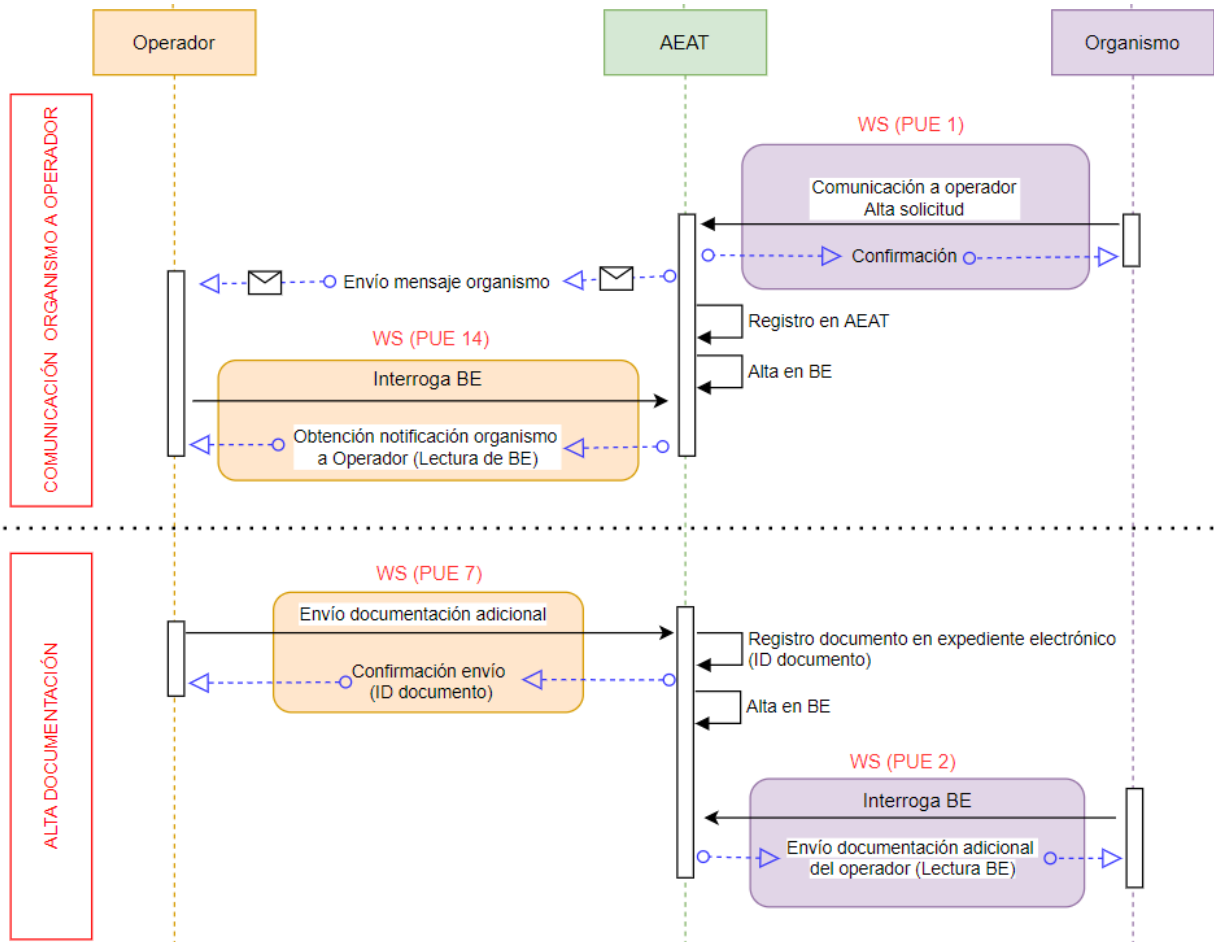 Operador
AEAT
Organismo
COMUNICACIÓN ORGANISMO A OPERADOR
WS (PUE 1)
Comunicación a operador
Alta solicitud
Confirmación
Envío mensaje organismo
Registro en AEAT
WS (PUE 14)
Alta en BE
Interroga BE
Obtención notificación organismo
a Operador (Lectura de BE)
ALTA DOCUMENTACIÓN
WS (PUE 7)
Envío documentación adicional
Registro documento en expediente electrónico
(ID documento)
Confirmación envío
(ID documento)
Alta en BE
WS (PUE 2)
Interroga BE
Envío documentación adicional
del operador (Lectura BE)